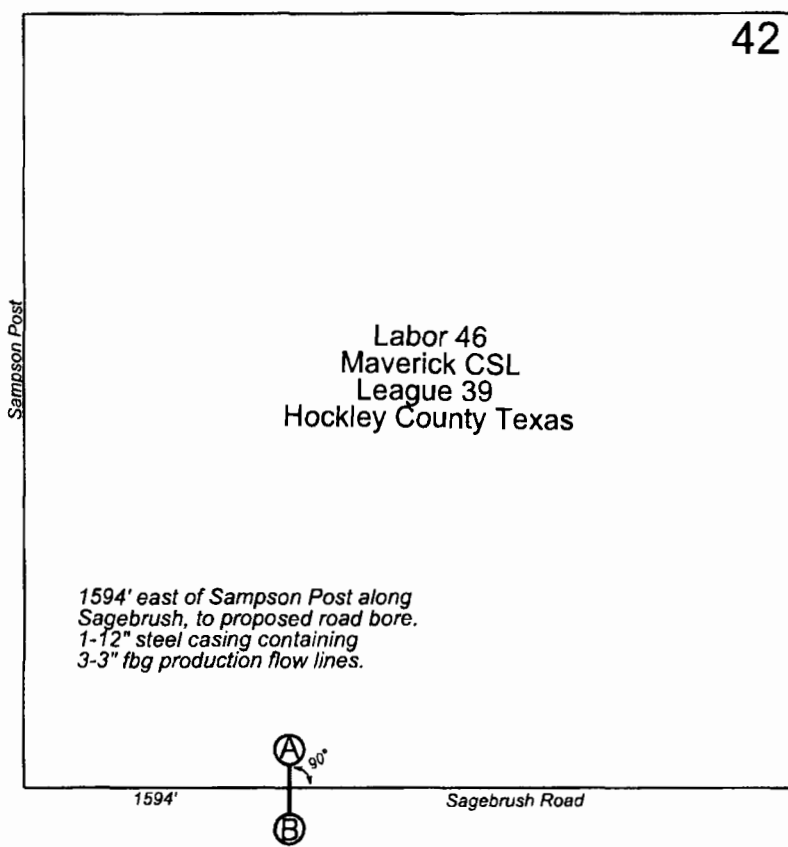 42
Sampson Post
Labor 46
Maverick CSL
League 39
Hockley County Texas
1594' east of Sampson Post along
Sagebrush, to proposed road bore.
1-12" steel casing containing
3-3" fbg production flow lines.
A
90°
1594'
Sagebrush Road
B